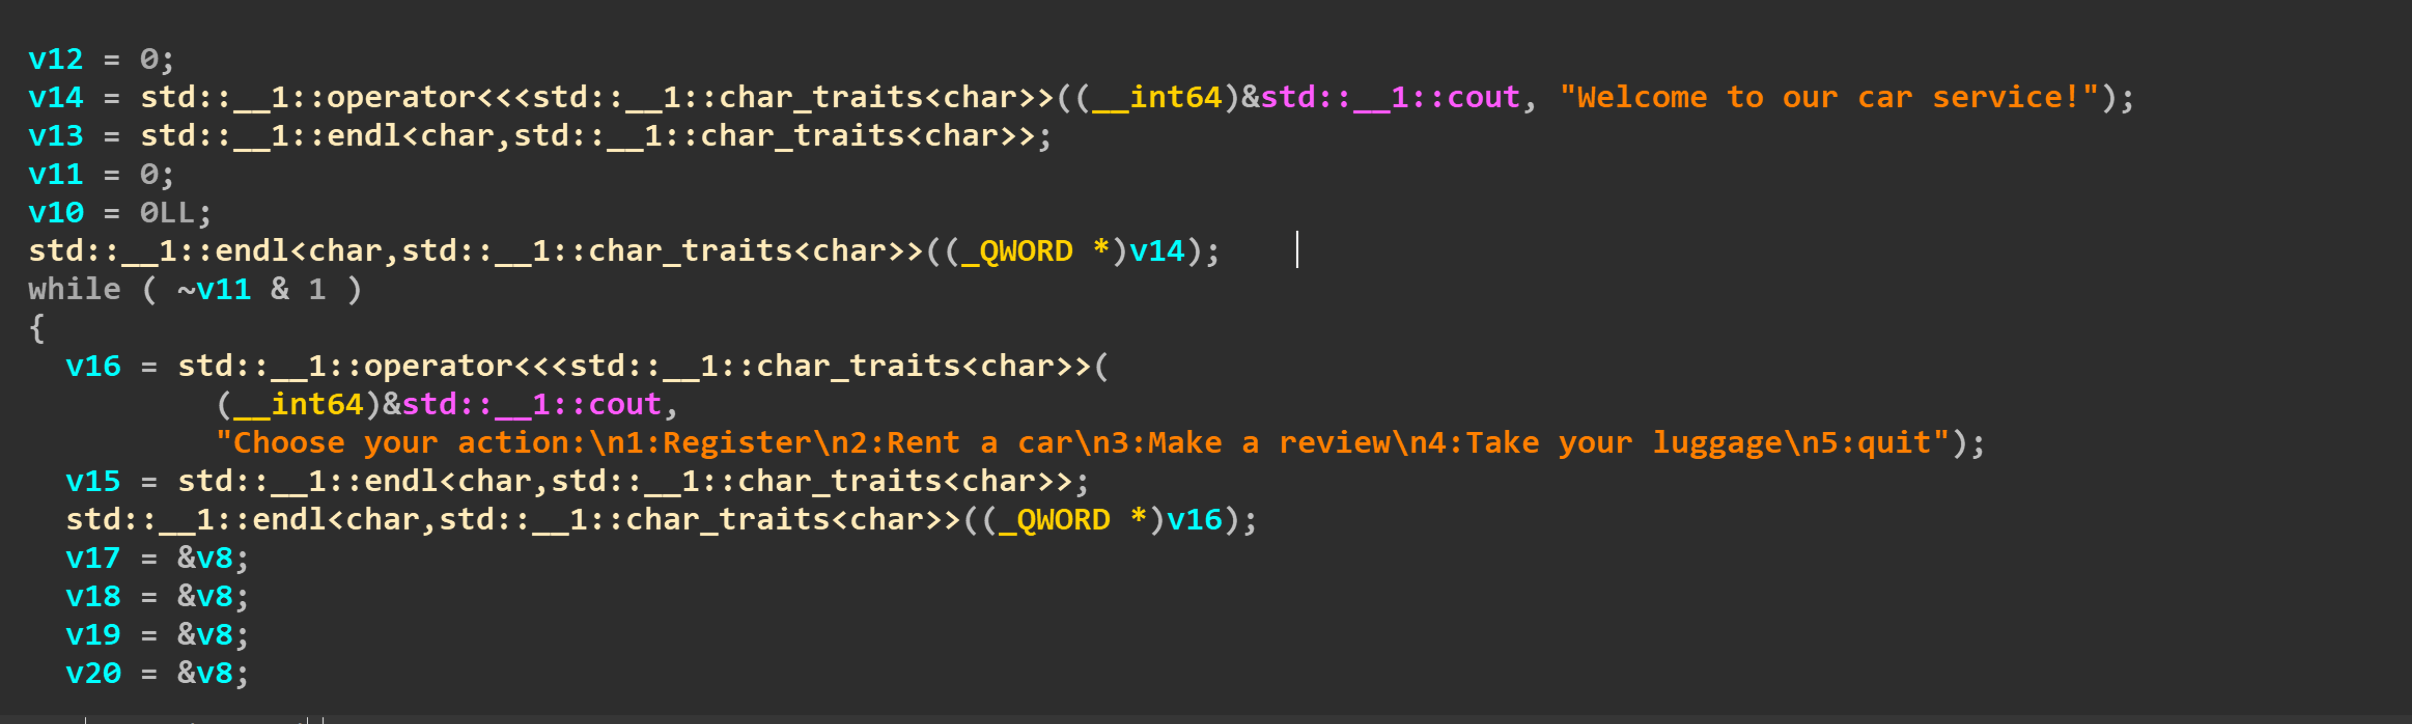 v12 = 0;
v14 = std::__1::operator<<<std::__1::char_traits<char>>((__int64)&std::__1::cout, "Welcome to our car service!");
v13 = std::__1::endl<char,std::__1::char_traits<char>>;
v11 = 0;
v10 = 0LL;
std::__1::endl<char,std::__1::char_traits<char>>((_QWORD *)v14);
while ( ~v11 & 1 )
{
  v16 = std::__1::operator<<<std::__1::char_traits<char>>(
          (__int64)&std::__1::cout,
          "Choose your action:\n1:Register\n2:Rent a car\n3:Make a review\n4:Take your luggage\n5:quit");
  v15 = std::__1::endl<char,std::__1::char_traits<char>>;
  std::__1::endl<char,std::__1::char_traits<char>>((_QWORD *)v16);
  v17 = &v8;
  v18 = &v8;
  v19 = &v8;
  v20 = &v8;